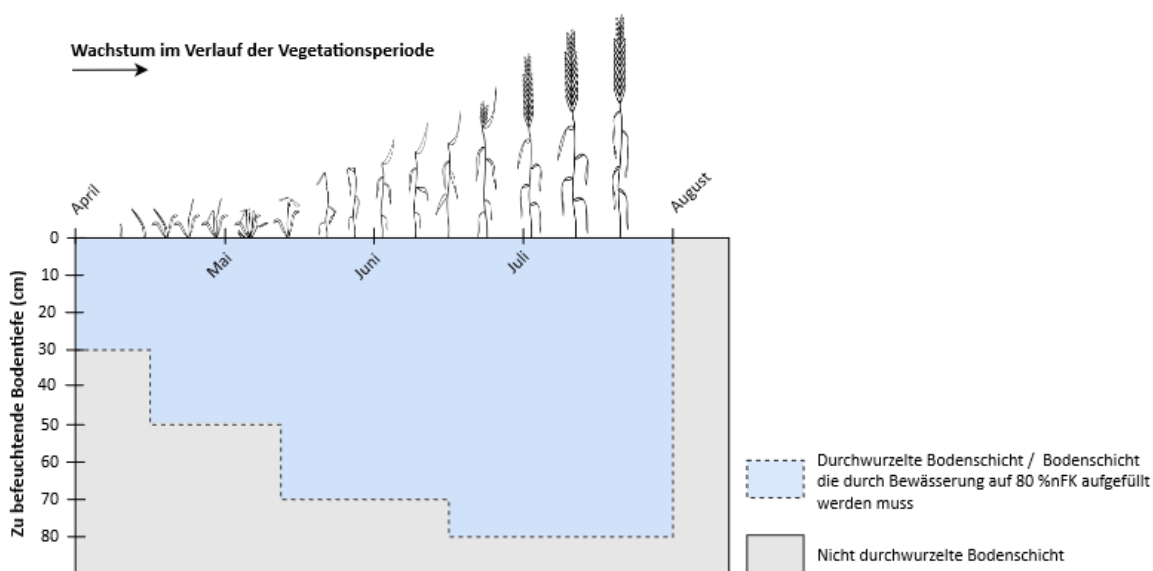 Wachstum im Verlauf der Vegetationsperiode
April
August
Mai
Juni
Juli
Zu befeuchtende Bodentiefe (cm)
0
10
20
30
40
50
60
70
80
Durchwurzelte Bodenschicht / Bodenschicht
die durch Bewässerung auf 80 %nFK aufgefüllt
werden muss
Nicht durchwurzelte Bodenschicht